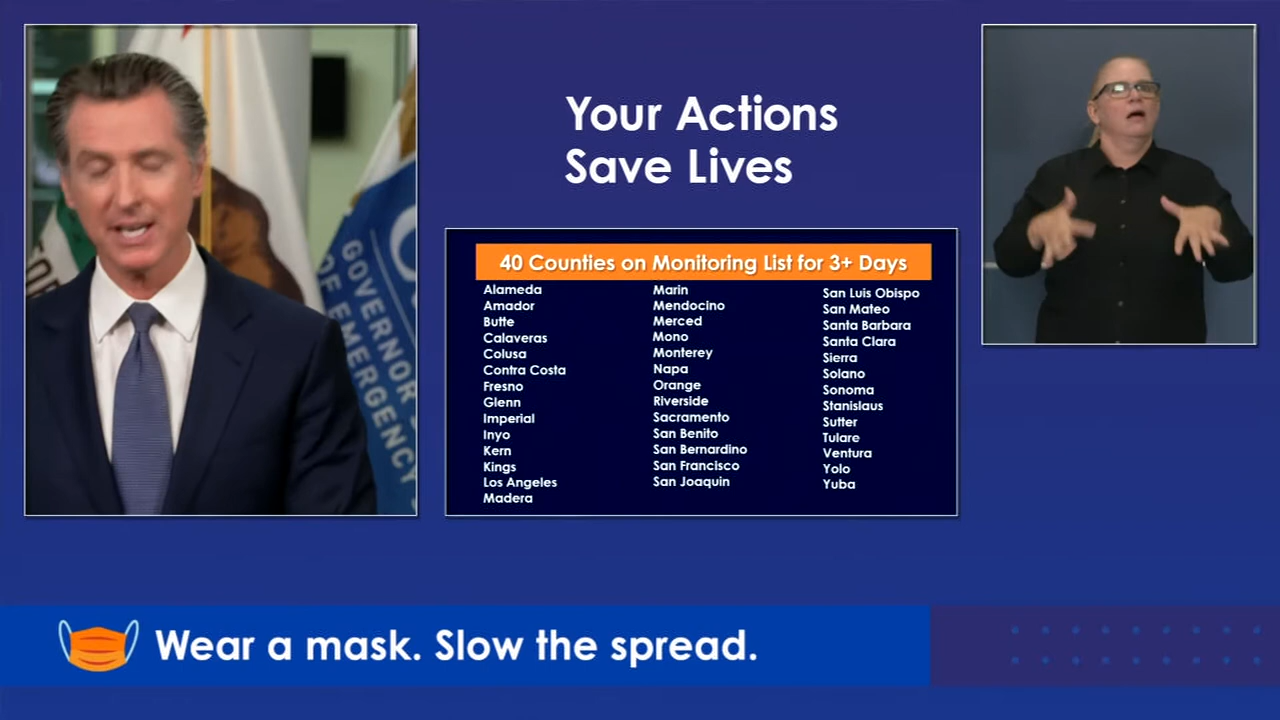 Your Actions
Save Lives
40 Counties on Monitoring List for 3+ Days
Alameda
Amador
Butte
Calaveras
Colusa
Contra Costa
Fresno
Glenn
Imperial
Inyo
Kern
Kings
Los Angeles
Madera
Marin
Mendocino
Merced
Mono
Monterey
Napa
Orange
Riverside
Sacramento
San Benito
San Bernardino
San Francisco
San Joaquin
San Luis Obispo
San Mateo
Santa Barbara
Santa Clara
Sierra
Solano
Sonoma
Stanislaus
Sutter
Tulare
Ventura
Yolo
Yuba
GOVERNOR
OF EMERGENCY
Wear a mask. Slow the spread.